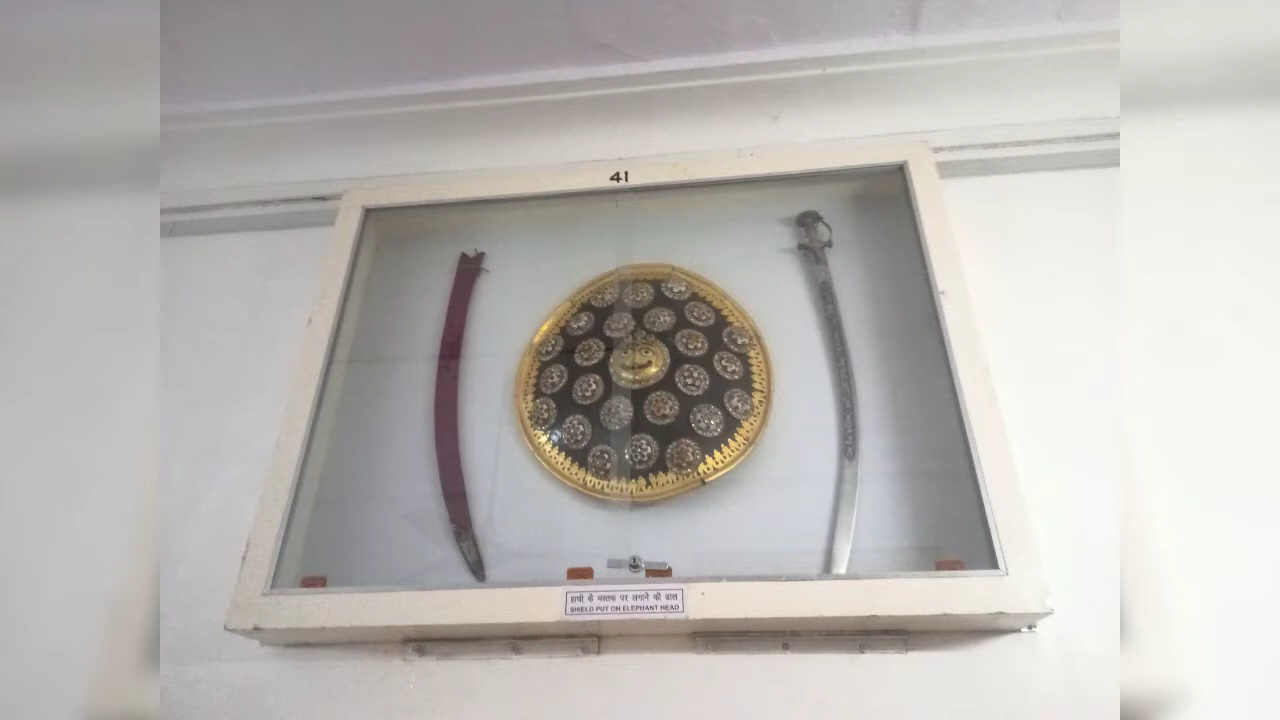 41
हाथी के मस्तक पर लगाने की ढाल
SHIELD PUT ON ELEPHANT HEAD